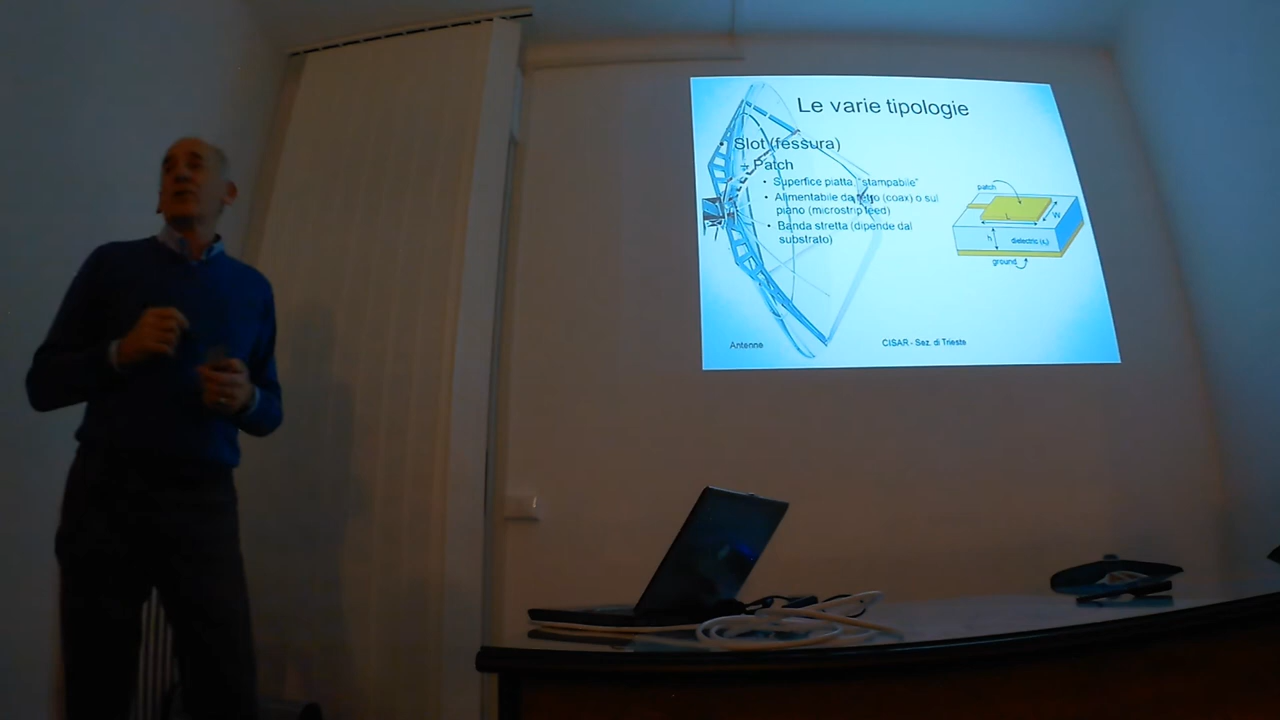 Le varie tipologie
• Slot (fessura)
– Patch
• Superfice piatta, "stampabile"
• Alimentabile da retro (coax) o sul
piano (microstrip feed)
• Banda stretta (dipende dal
substrato)
patch
L
W
h
dielectric (εr)
ground
Antenne
CISAR - Sez. di Trieste